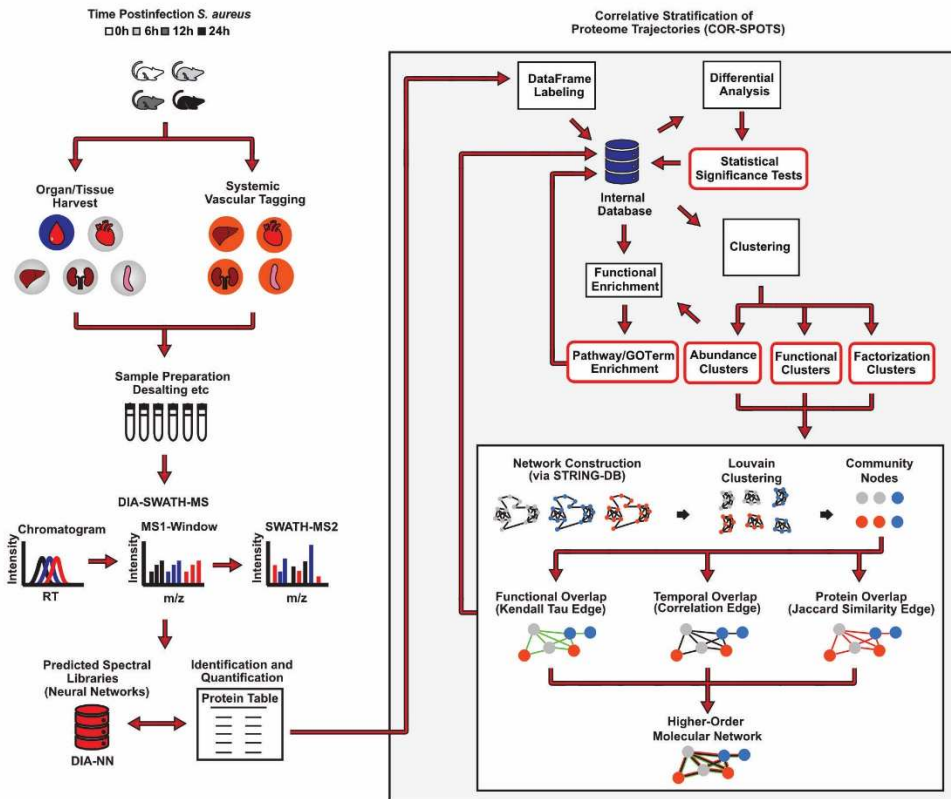 Time Postinfection S. aureus
0h 6h 12h 24h
Organ/Tissue
Harvest
Systemic
Vascular Tagging
Sample Preparation
Desalting etc
DIA-SWATH-MS
Chromatogram
Intensity
RT
MS1-Window
Intensity
m/z
SWATH-MS2
Intensity
m/z
Predicted Spectral
Libraries
(Neural Networks)
DIA-NN
Identification and
Quantification
Protein Table
Correlative Stratification of
Proteome Trajectories (COR-SPOTS)
DataFrame
Labeling
Differential
Analysis
Statistical
Significance Tests
Internal
Database
Clustering
Functional
Enrichment
Pathway/GOTerm
Enrichment
Abundance
Clusters
Functional
Clusters
Factorization
Clusters
Network Construction
(via STRING-DB)
Louvain
Clustering
Community
Nodes
Functional Overlap
(Kendall Tau Edge)
Temporal Overlap
(Correlation Edge)
Protein Overlap
(Jaccard Similarity Edge)
Higher-Order
Molecular Network